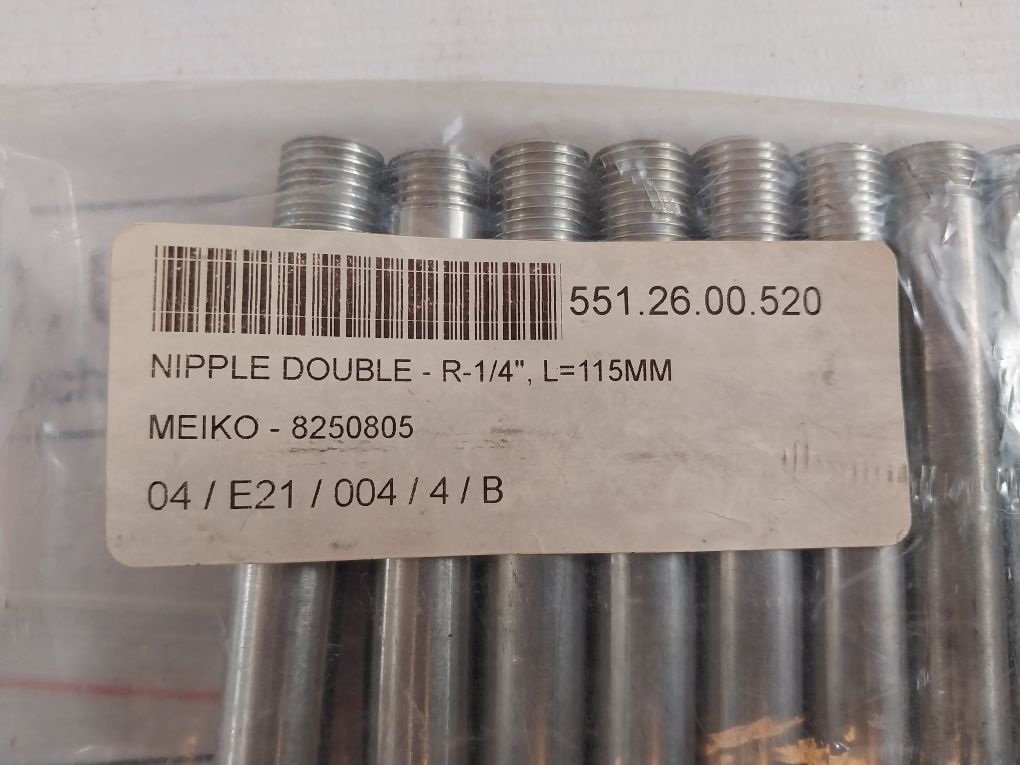 551.26.00.520
NIPPLE DOUBLE - R-1/4", L=115MM
MEIKO - 8250805
04 / E21 / 004 / 4 / B